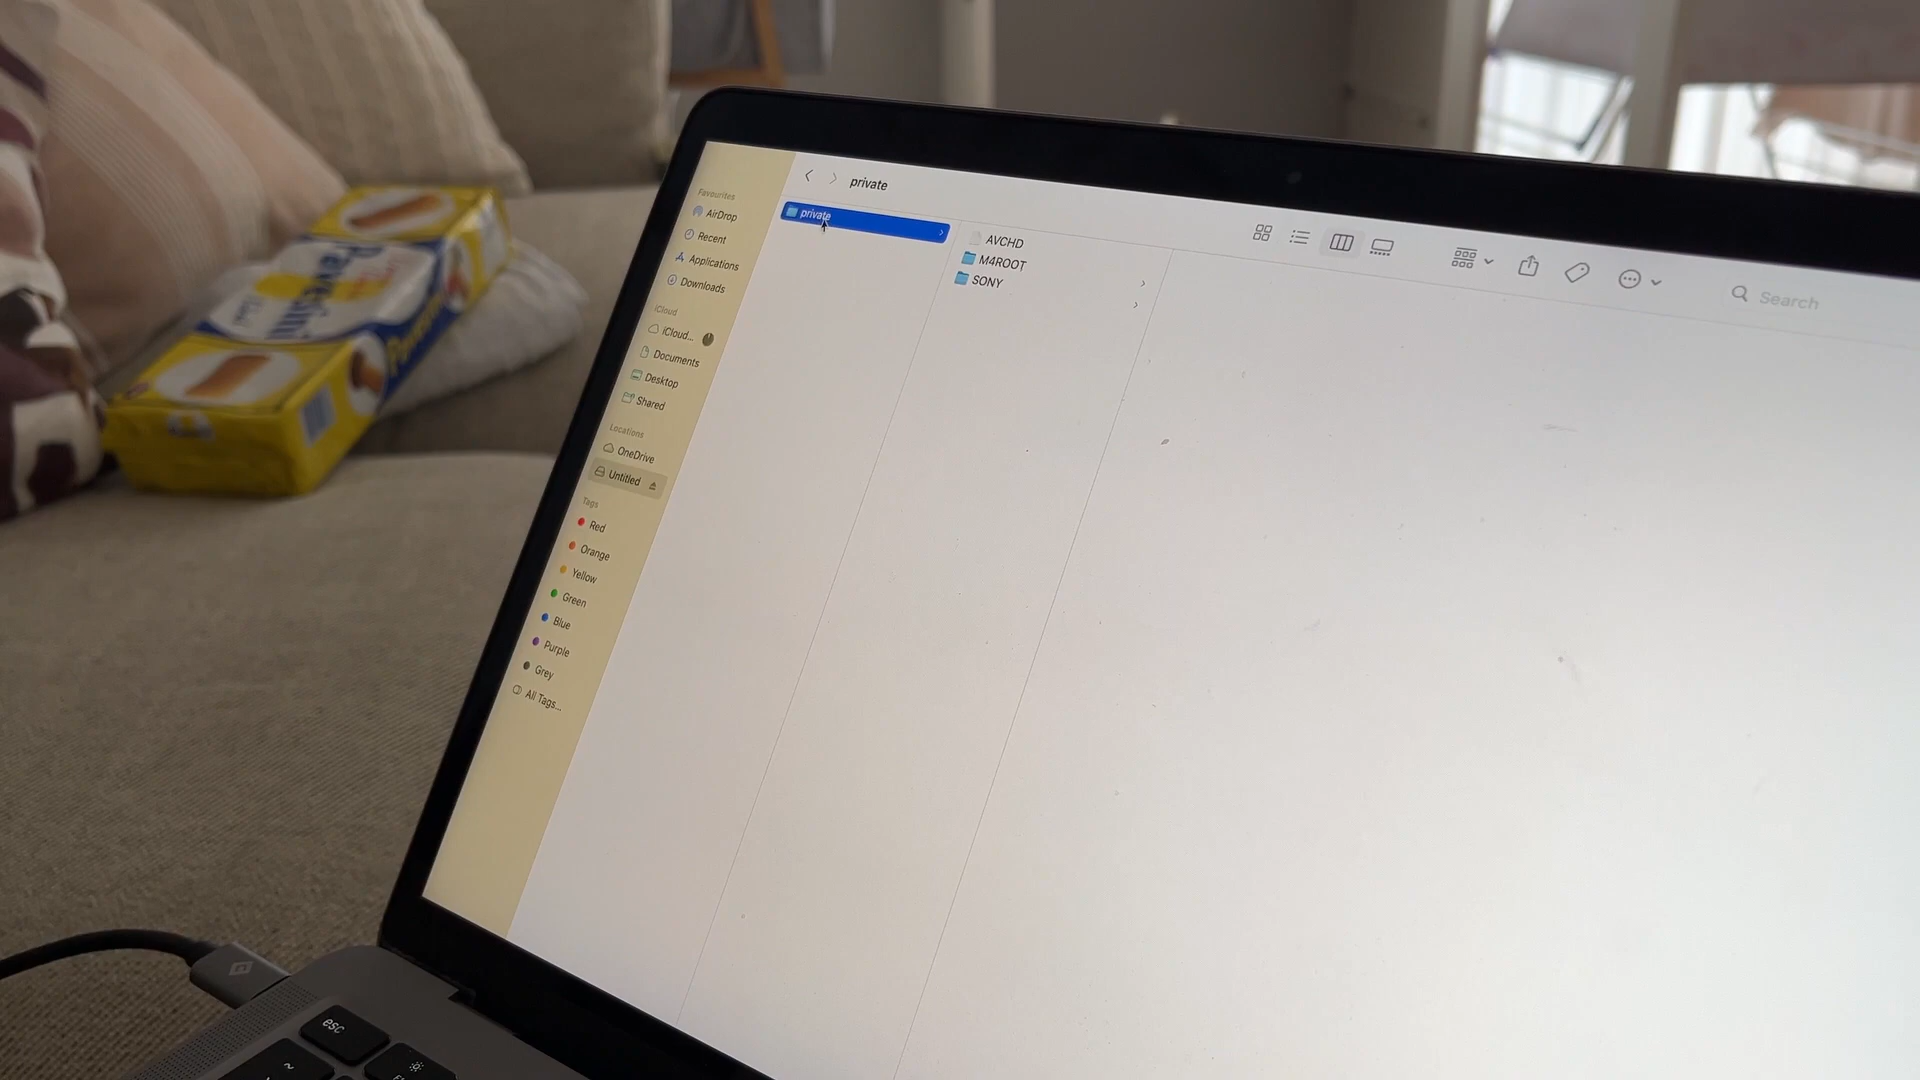 private
Favourites
AirDrop
Recent
Applications
Downloads
iCloud
iCloud...
Documents
Desktop
Shared
Locations
OneDrive
Untitled
Tags
Red
Orange
Yellow
Green
Blue
Purple
Grey
All Tags...
private
AVCHD
M4ROOT
SONY
Search
Pavesini
esc
~